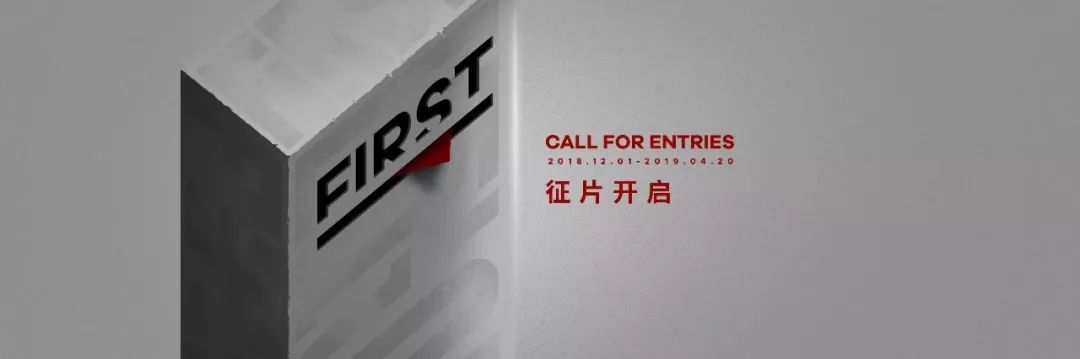 FIRST
CALL FOR ENTRIES
2018.12.01-2019.04.20
征片开启